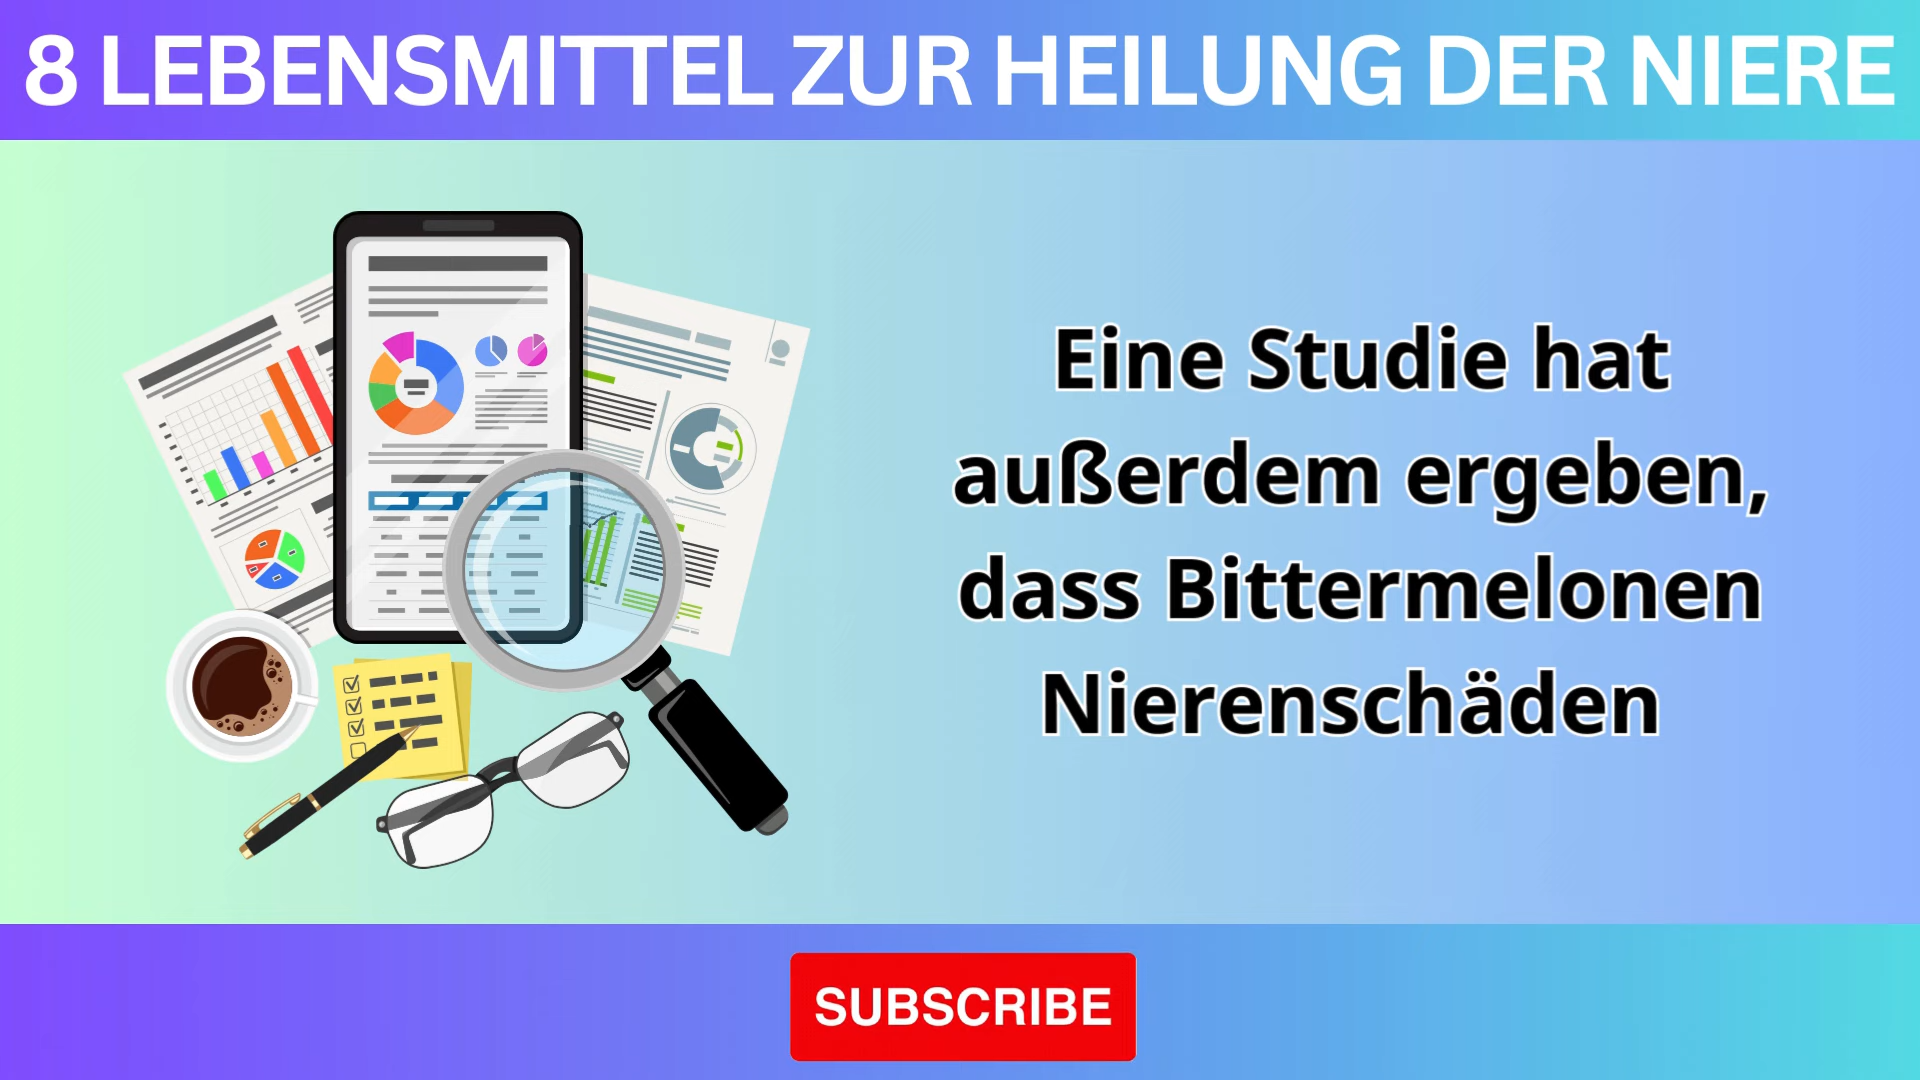 8 LEBENSMITTEL ZUR HEILUNG DER NIERE
Eine Studie hat
außerdem ergeben,
dass Bittermelonen
Nierenschäden
SUBSCRIBE